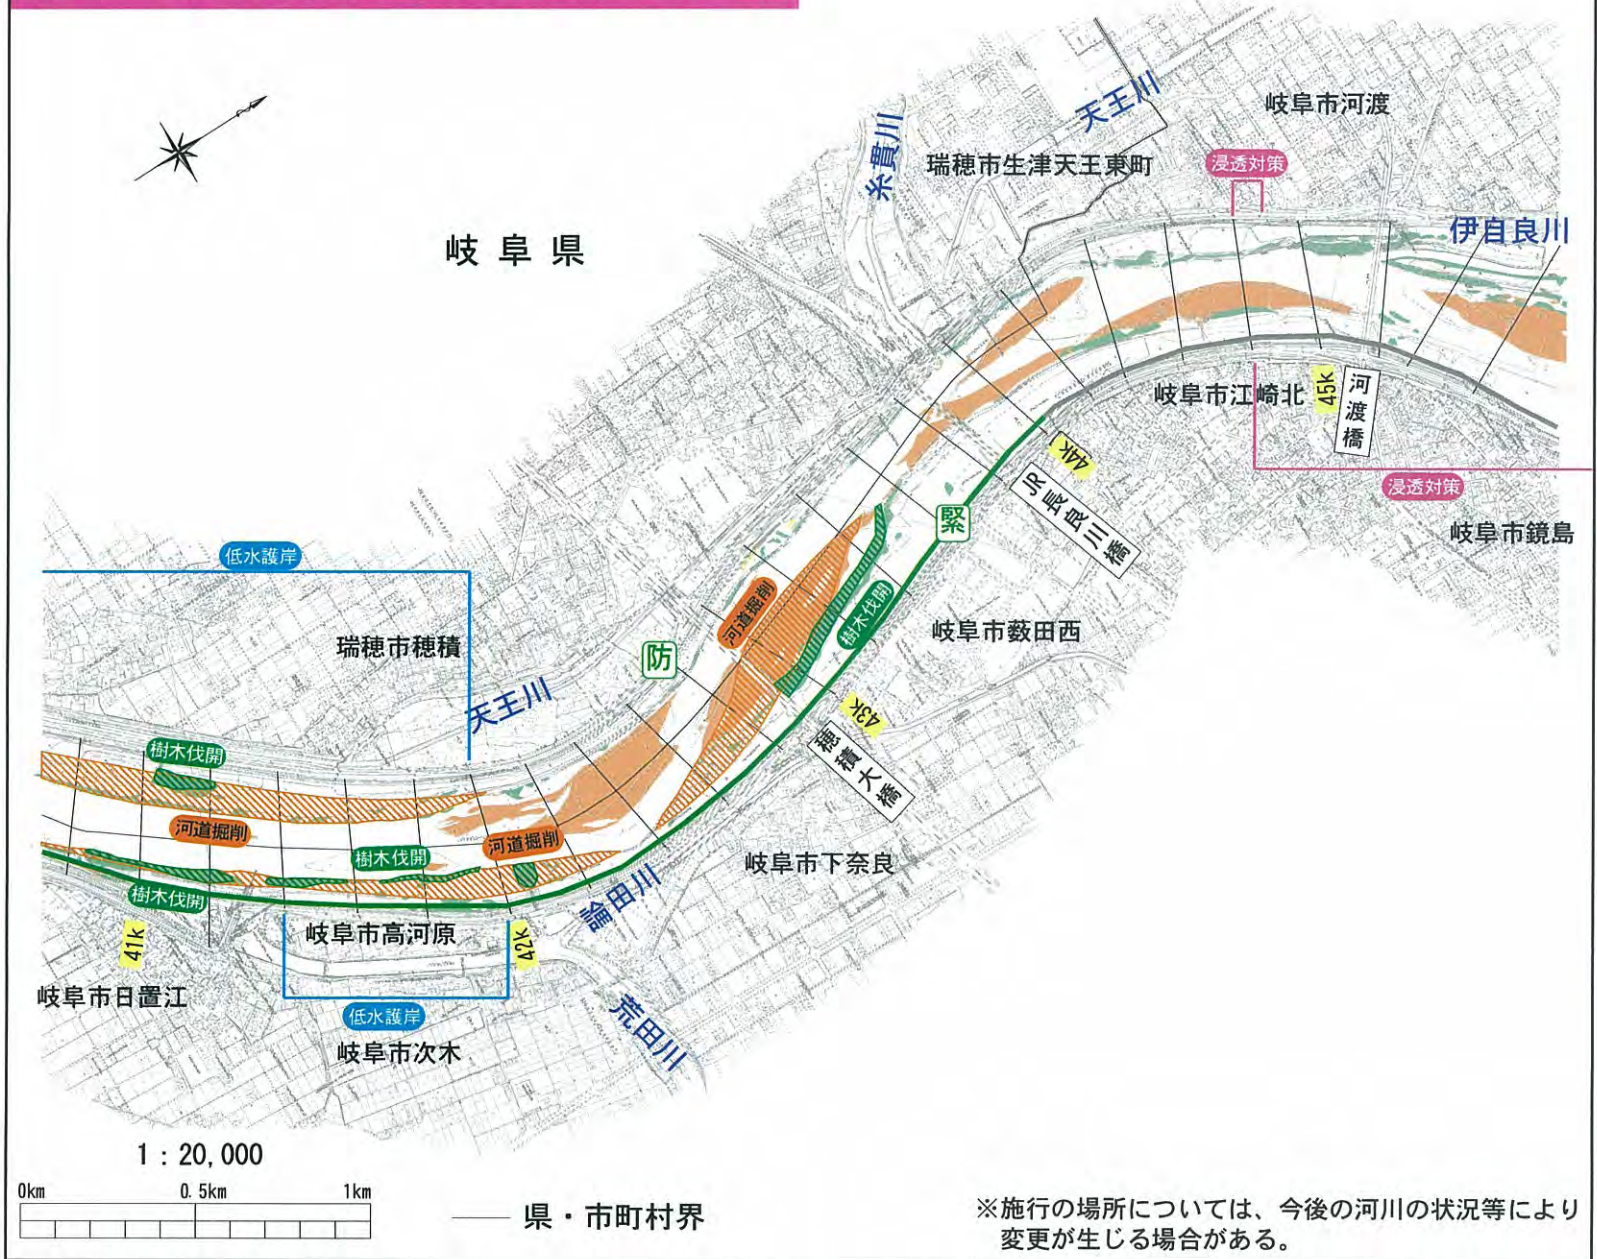 天王川
岐阜市河渡
糸貫川
瑞穂市生津天王東町
浸透対策
伊自良川
岐阜県
岐阜市江崎北
45k
河渡橋
44k
JR長良川橋
浸透対策
岐阜市鏡島
緊
低水護岸
河道掘削
樹木伐開
岐阜市薮田西
瑞穂市穂積
防
天王川
43k
穂積大橋
樹木伐開
河道掘削
樹木伐開
河道掘削
岐阜市下奈良
樹木伐開
論田川
41k
岐阜市高河原
42k
岐阜市日置江
低水護岸
荒田川
岐阜市次木
1：20,000
0km 0.5km 1km
県・市町村界
※施行の場所については、今後の河川の状況等により
変更が生じる場合がある。